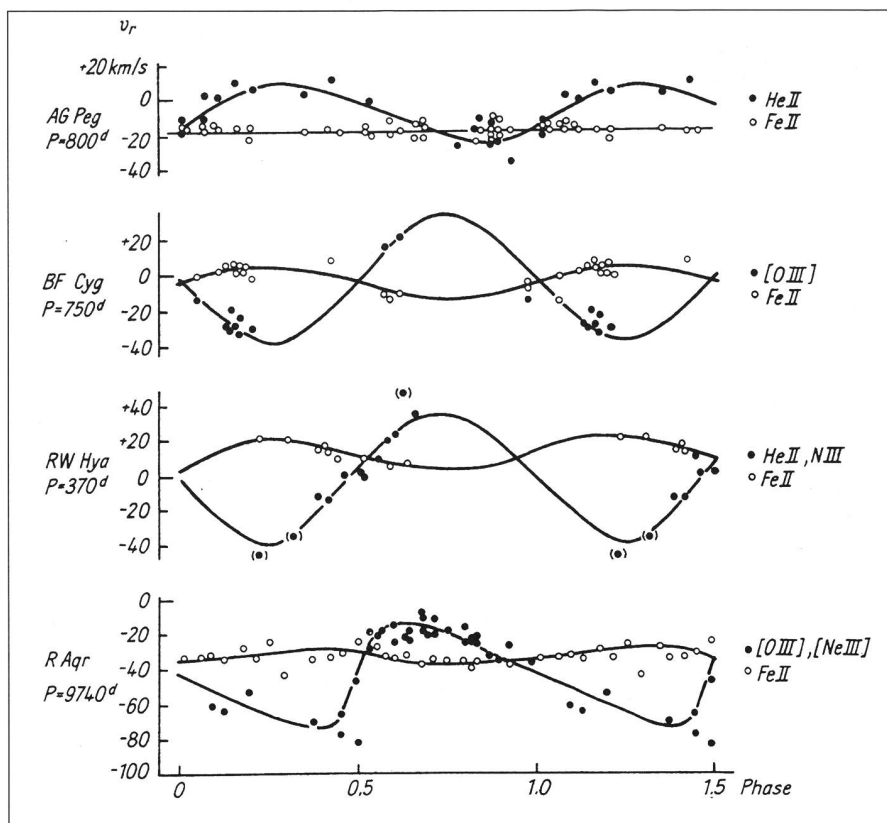 v_r
+20 km/s
0
-20
-40
AG Peg
P=800^d
● He II
○ Fe II
+20
0
-20
-40
BF Cyg
P=750^d
● [O III]
○ Fe II
+40
+20
0
-20
-40
RW Hya
P=370^d
● He II, N III
○ Fe II
0
-20
-40
-60
-80
-100
R Aqr
P=9740^d
● [O III], [Ne III]
○ Fe II
0 0,5 1.0 1.5 Phase